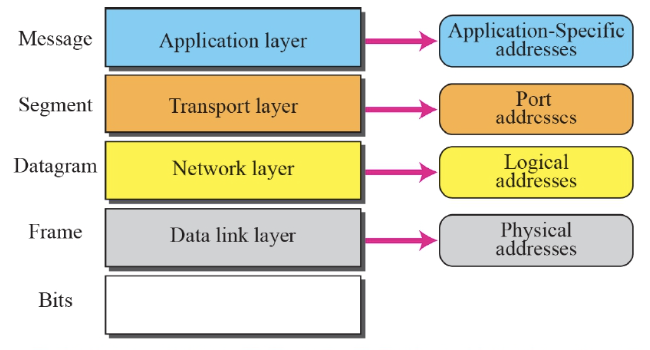 Message
Application layer
Application-Specific
addresses
Segment
Transport layer
Port
addresses
Datagram
Network layer
Logical
addresses
Frame
Data link layer
Physical
addresses
Bits